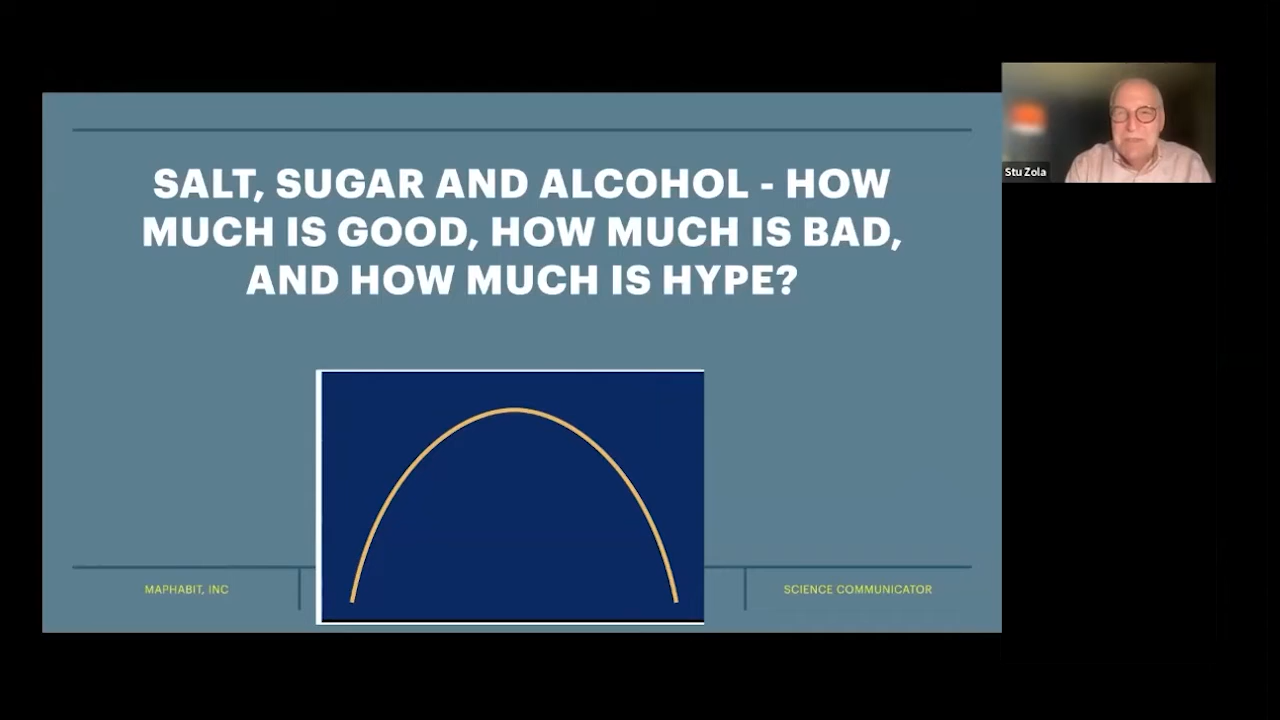 SALT, SUGAR AND ALCOHOL - HOW
MUCH IS GOOD, HOW MUCH IS BAD,
AND HOW MUCH IS HYPE?
MAPHABIT, INC
SCIENCE COMMUNICATOR
Stu Zola